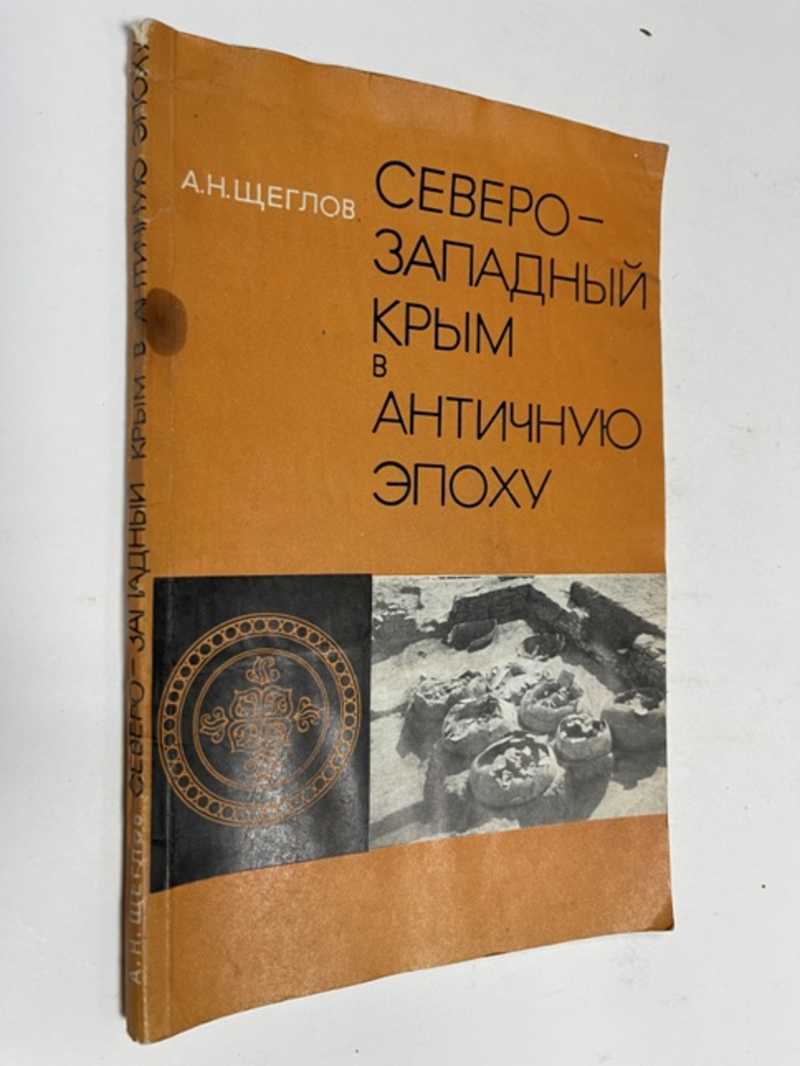 А.Н.ЩЕГЛОВ
СЕВЕРО-
ЗАПАДНЫЙ
КРЫМ
В
АНТИЧНУЮ
ЭПОХУ
А.Н. ЩЕГЛОВ СЕВЕРО-ЗАПАДНЫЙ КРЫМ В АНТИЧНУЮ ЭПОХУ